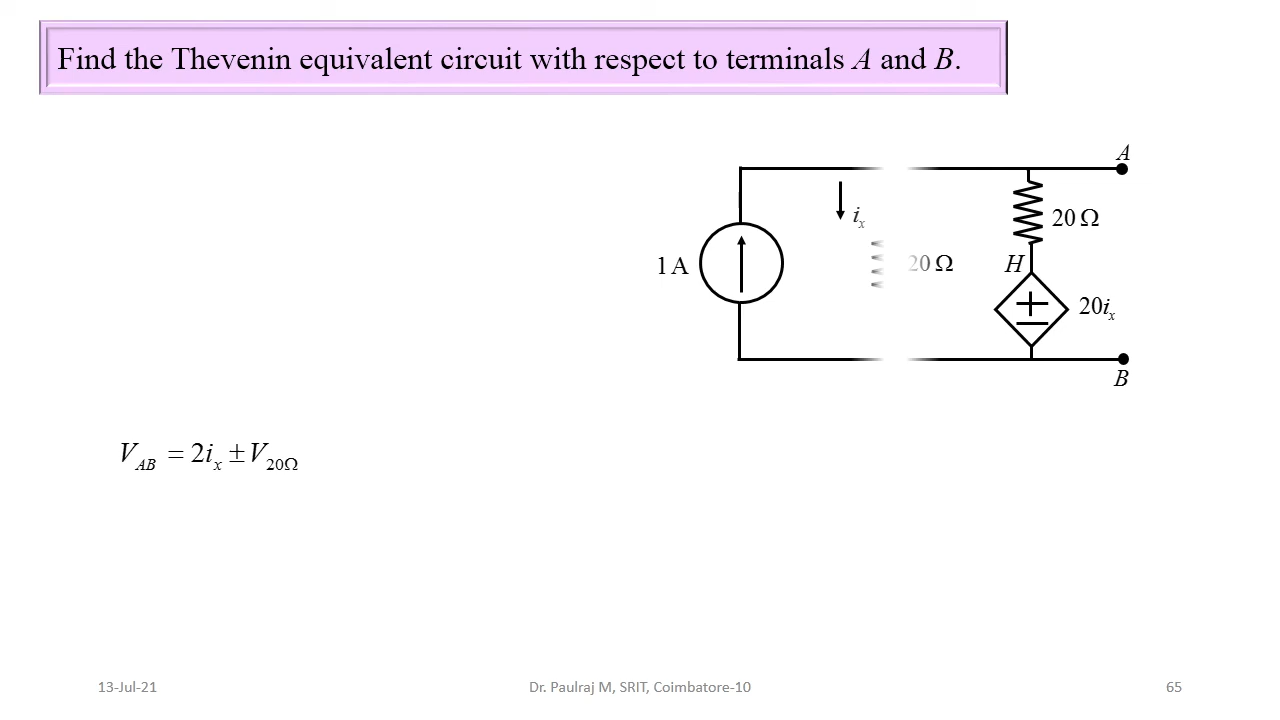 Find the Thevenin equivalent circuit with respect to terminals A and B.
A
i_x
20 Ω
1 A
20 Ω
H
20i_x
B
V_AB = 2i_x ± V_20Ω
13-Jul-21
Dr. Paulraj M, SRIT, Coimbatore-10
65